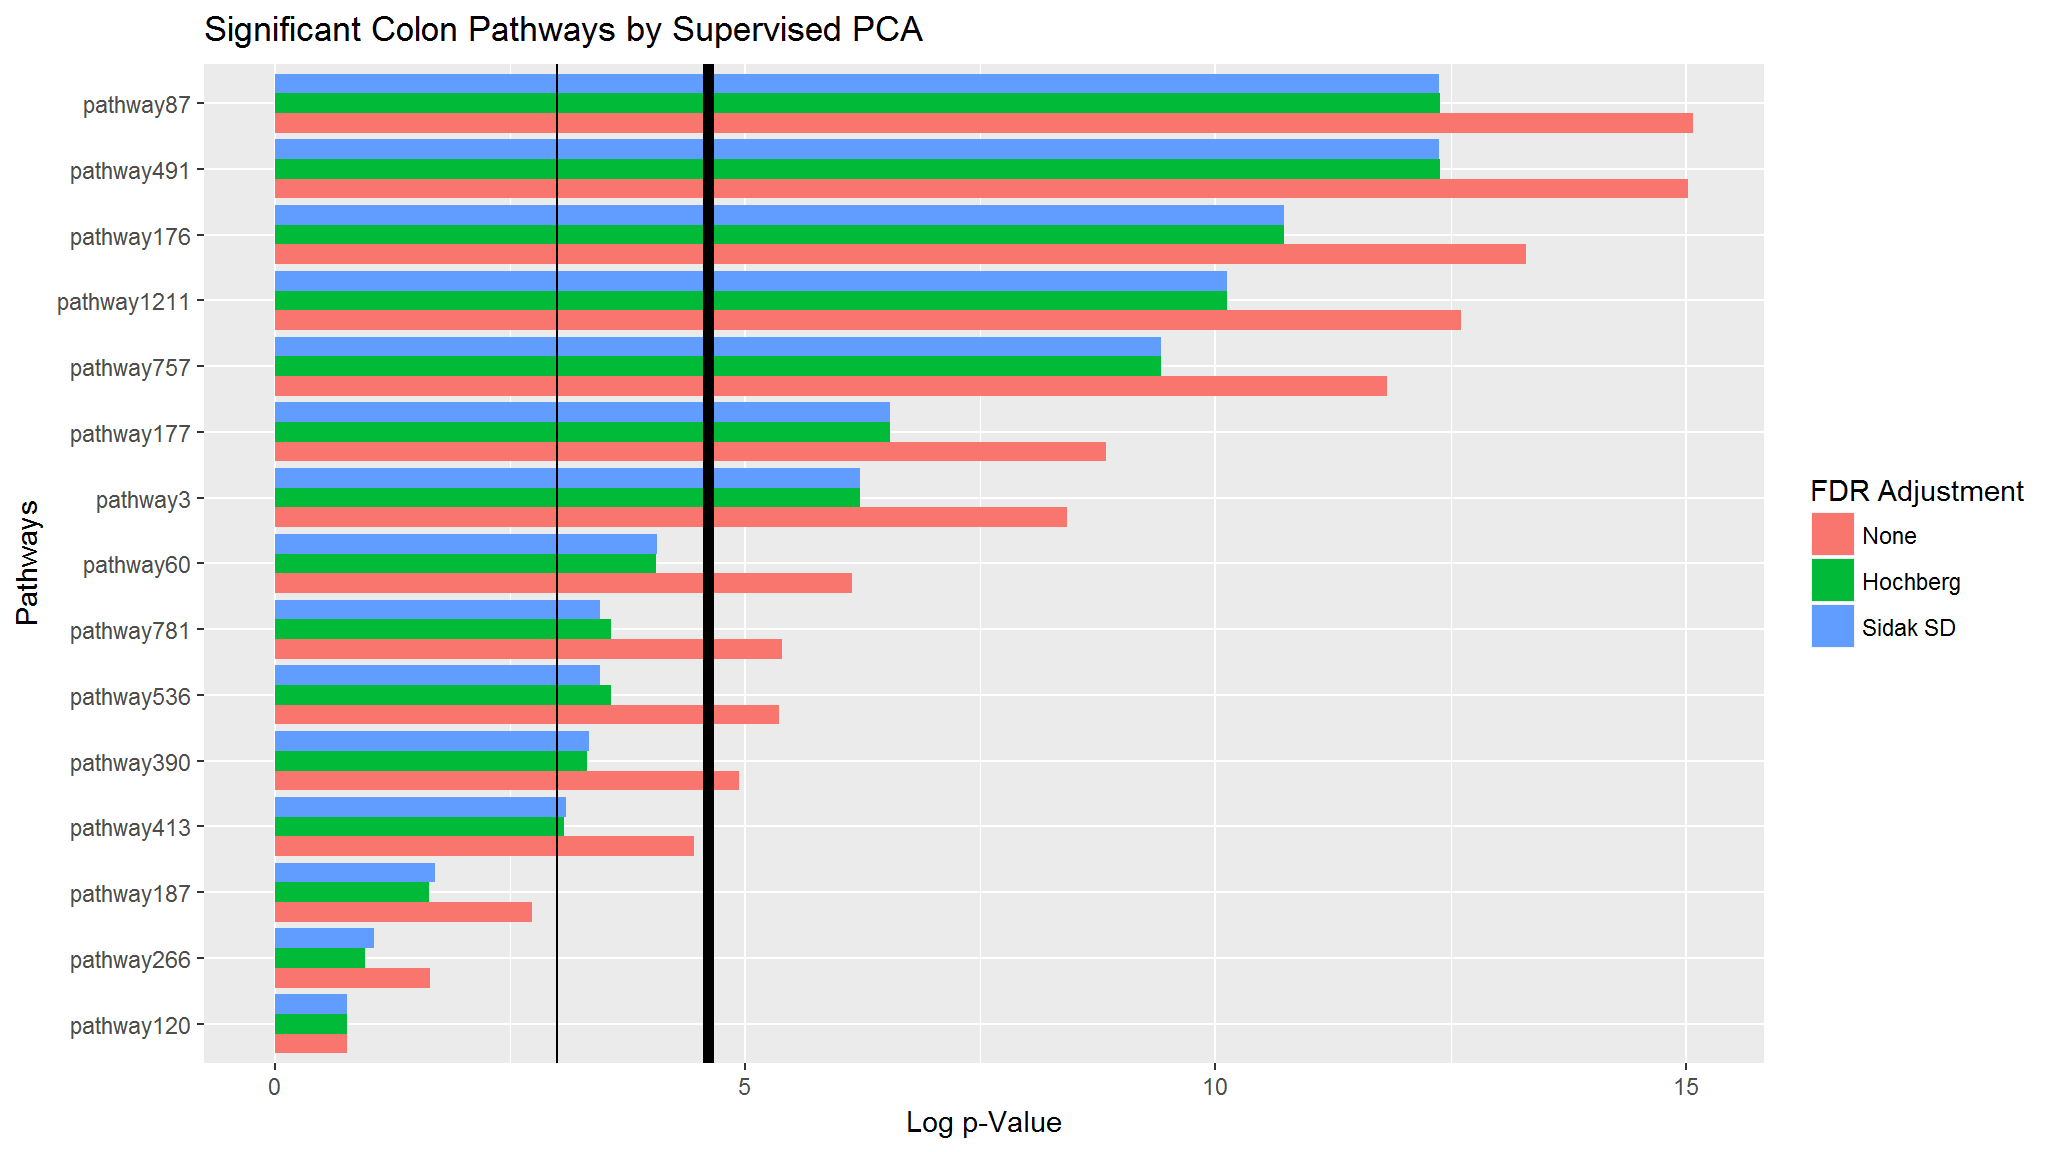 Significant Colon Pathways by Supervised PCA
Pathways
pathway87
pathway491
pathway176
pathway1211
pathway757
pathway177
pathway3
pathway60
pathway781
pathway536
pathway390
pathway413
pathway187
pathway266
pathway120
0 5 10 15
Log p-Value
FDR Adjustment
None
Hochberg
Sidak SD